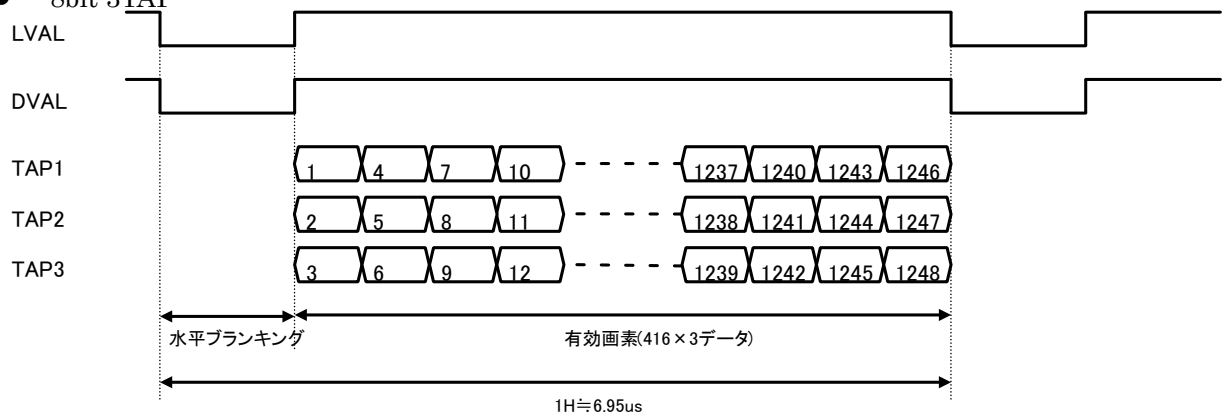 8bit 3TAP
LVAL
DVAL
TAP1 1 4 7 10 1237 1240 1243 1246
TAP2 2 5 8 11 1238 1241 1244 1247
TAP3 3 6 9 12 1239 1242 1245 1248
水平ブランキング 有効画素(416×3データ)
1H≒6.95us